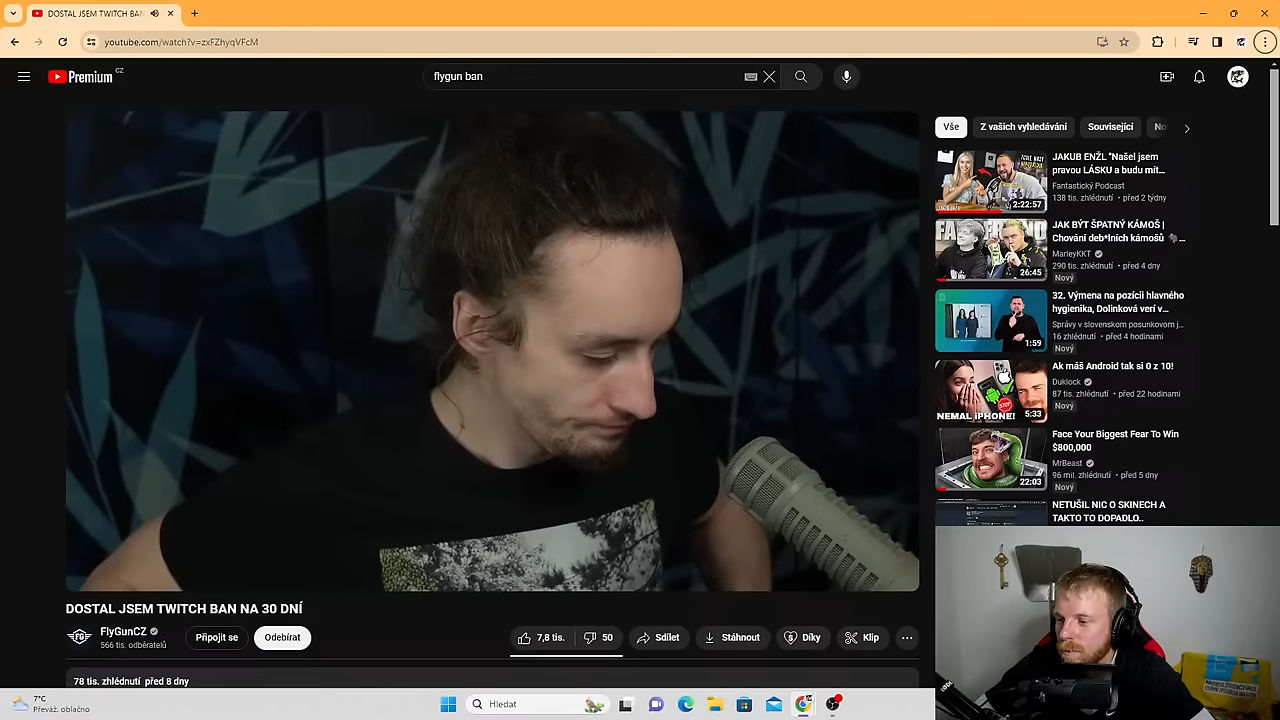 DOSTAL JSEM TWITCH BAN
youtube.com/watch?v=zxFZhyqVFcM
Premium CZ
flygun ban
Vše
Z vašich vyhledávání
Související
No
JAKUB ENŽL "Našel jsem
pravou LÁSKU a budu mít...
Fantastický Podcast
138 tis. zhlédnutí • před 2 týdny
2:22:57
JAK BÝT ŠPATNÝ KÁMOŠ |
Chování deb*lních kámošů
MarleyKKT
290 tis. zhlédnutí • před 4 dny
Nový
26:45
32. Výmena na pozícii hlavného
hygienika, Dolinková verí v...
Správy v slovenskom posunkovom j...
16 zhlédnutí • před 4 hodinami
Nový
1:59
Ak máš Android tak si 0 z 10!
Duklock
87 tis. zhlédnutí • před 22 hodinami
Nový
NEMAL iPHONE!
5:33
Face Your Biggest Fear To Win
$800,000
MrBeast
96 mil. zhlédnutí • před 5 dny
Nový
22:03
NETUŠIL NIC O SKINECH A
TAKTO TO DOPADLO..
DOSTAL JSEM TWITCH BAN NA 30 DNÍ
FlyGunCZ
566 tis. odběratelů
Připojit se
Odebírat
7,8 tis.
50
Sdílet
Stáhnout
Díky
Klip
78 tis. zhlédnutí před 8 dny
7°C
Převáž. oblačno
Hledat